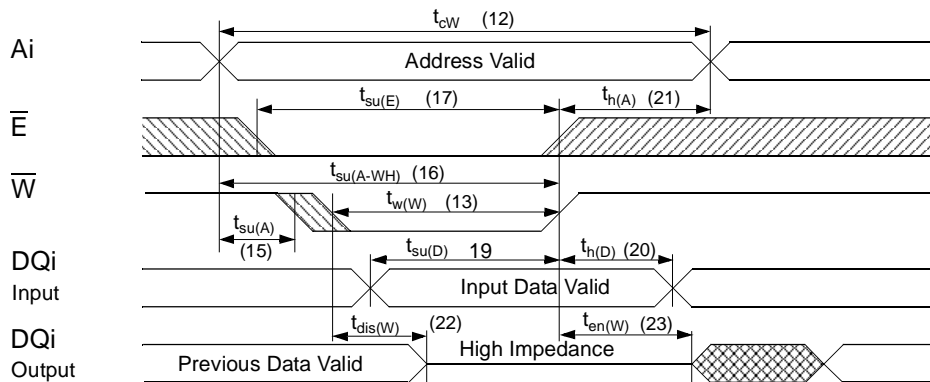 t_cW (12)
Ai
Address Valid
t_su(E) (17) t_h(A) (21)
E̅
t_su(A-WH) (16)
W̅
t_w(W) (13)
t_su(A)
(15)
t_su(D) 19 t_h(D) (20)
DQi
Input
Input Data Valid
t_dis(W) (22) t_en(W) (23)
DQi
Output
Previous Data Valid
High Impedance